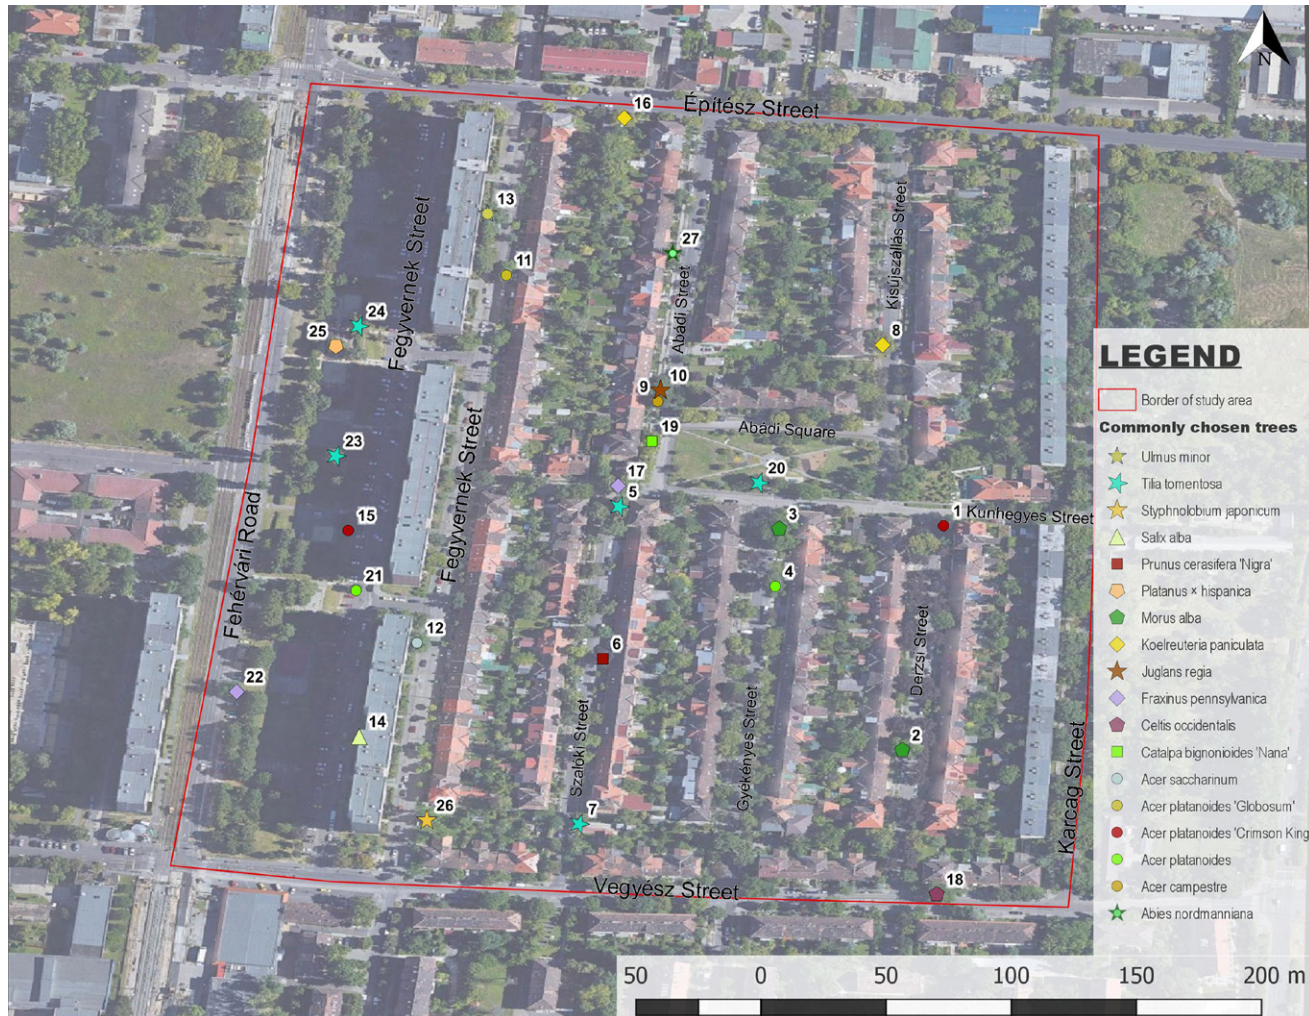 N
Építész Street
16
13
27
11
Fegyvernek Street
Kisújszállás Street
Abádi Street
24
25
8
9
10
19
Abádi Square
Fegyvernek Street
23
17
20
5
Kunhegyes Street
1
3
15
Fehérvári Road
4
21
12
6
Derzsi Street
22
14
Szalóki Street
Gyékényes Street
2
Karcag Street
26
7
18
Vegyész Street
LEGEND
Border of study area
Commonly chosen trees
Ulmus minor
Tilia tomentosa
Styphnolobium japonicum
Salix alba
Prunus cerasifera 'Nigra'
Platanus × hispanica
Morus alba
Koelreuteria paniculata
Juglans regia
Fraxinus pennsylvanica
Celtis occidentalis
Catalpa bignonioides 'Nana'
Acer saccharinum
Acer platanoides 'Globosum'
Acer platanoides 'Crimson King
Acer platanoides
Acer campestre
Abies nordmanniana
50 0 50 100 150 200 m